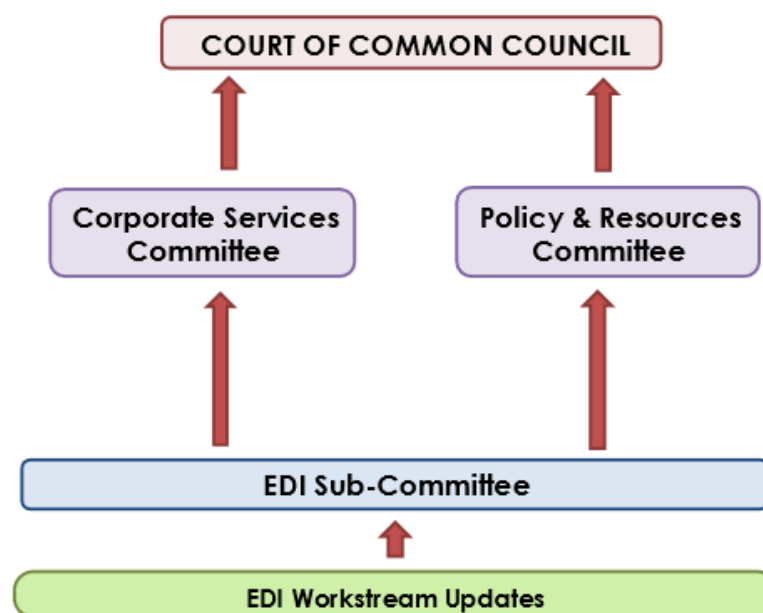 COURT OF COMMON COUNCIL
Corporate Services
Committee
Policy & Resources
Committee
EDI Sub-Committee
EDI Workstream Updates